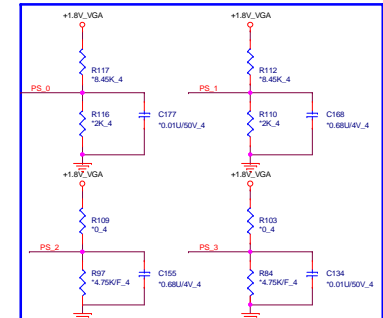 +1.8V_VGA
+1.8V_VGA
R117
*8.45K_4
R112
*8.45K_4
PS_0
PS_1
R116
*2K_4
C177
*0.01U/50V_4
R110
*2K_4
C168
*0.68U/4V_4
+1.8V_VGA
+1.8V_VGA
R109
*0_4
R103
*0_4
PS_2
PS_3
R97
*4.75K/F_4
C155
*0.68U/4V_4
R84
*4.75K/F_4
C134
*0.01U/50V_4